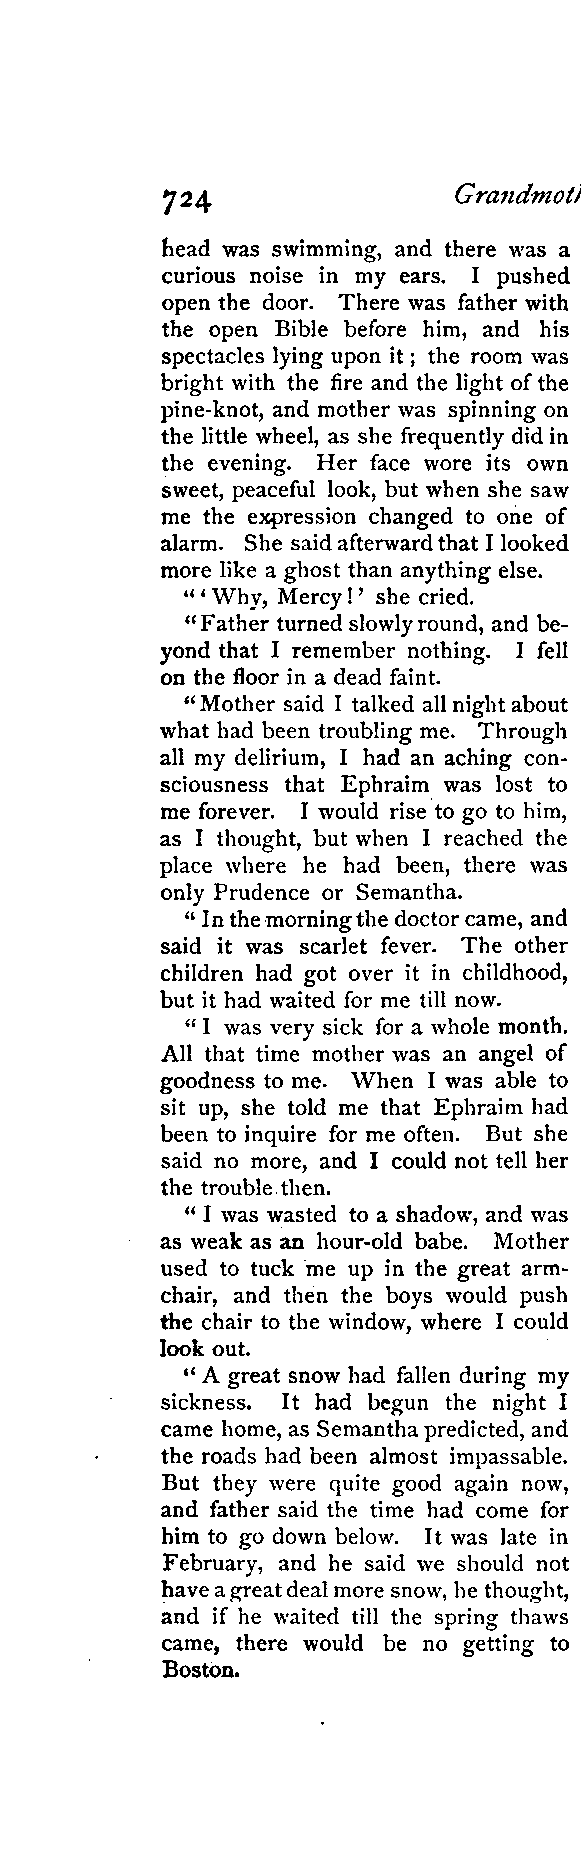 724 Grandmoth
head was swimming, and there was a
curious noise in my ears. I pushed
open the door. There was father with
the open Bible before him, and his
spectacles lying upon it; the room was
bright with the fire and the light of the
pine-knot, and mother was spinning on
the little wheel, as she frequently did in
the evening. Her face wore its own
sweet, peaceful look, but when she saw
me the expression changed to one of
alarm. She said afterward that I looked
more like a ghost than anything else.
"'Why, Mercy!' she cried.
"Father turned slowly round, and be-
yond that I remember nothing. I fell
on the floor in a dead faint.
"Mother said I talked all night about
what had been troubling me. Through
all my delirium, I had an aching con-
sciousness that Ephraim was lost to
me forever. I would rise to go to him,
as I thought, but when I reached the
place where he had been, there was
only Prudence or Semantha.
"In the morning the doctor came, and
said it was scarlet fever. The other
children had got over it in childhood,
but it had waited for me till now.
"I was very sick for a whole month.
All that time mother was an angel of
goodness to me. When I was able to
sit up, she told me that Ephraim had
been to inquire for me often. But she
said no more, and I could not tell her
the trouble then.
"I was wasted to a shadow, and was
as weak as an hour-old babe. Mother
used to tuck me up in the great arm-
chair, and then the boys would push
the chair to the window, where I could
look out.
"A great snow had fallen during my
sickness. It had begun the night I
came home, as Semantha predicted, and
the roads had been almost impassable.
But they were quite good again now,
and father said the time had come for
him to go down below. It was late in
February, and he said we should not
have a great deal more snow, he thought,
and if he waited till the spring thaws
came, there would be no getting to
Boston.